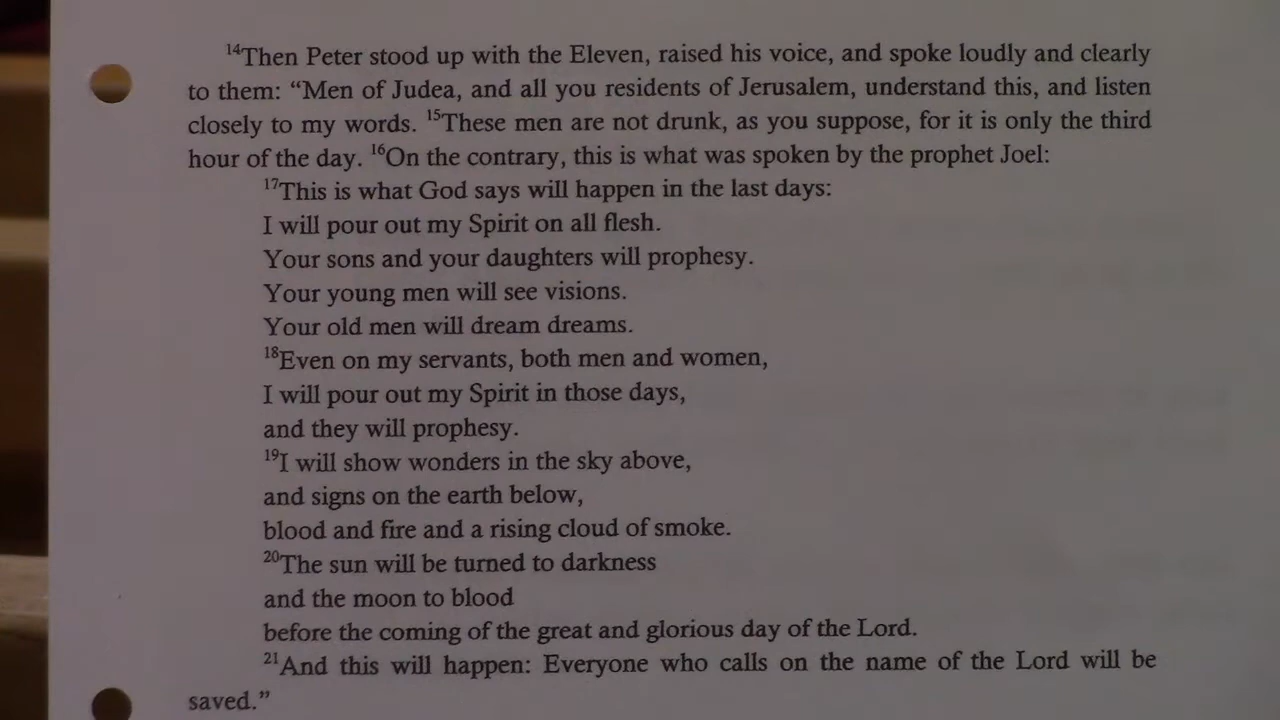 ¹⁴Then Peter stood up with the Eleven, raised his voice, and spoke loudly and clearly
to them: “Men of Judea, and all you residents of Jerusalem, understand this, and listen
closely to my words. ¹⁵These men are not drunk, as you suppose, for it is only the third
hour of the day. ¹⁶On the contrary, this is what was spoken by the prophet Joel:
¹⁷This is what God says will happen in the last days:
I will pour out my Spirit on all flesh.
Your sons and your daughters will prophesy.
Your young men will see visions.
Your old men will dream dreams.
¹⁸Even on my servants, both men and women,
I will pour out my Spirit in those days,
and they will prophesy.
¹⁹I will show wonders in the sky above,
and signs on the earth below,
blood and fire and a rising cloud of smoke.
²⁰The sun will be turned to darkness
and the moon to blood
before the coming of the great and glorious day of the Lord.
²¹And this will happen: Everyone who calls on the name of the Lord will be
saved.”